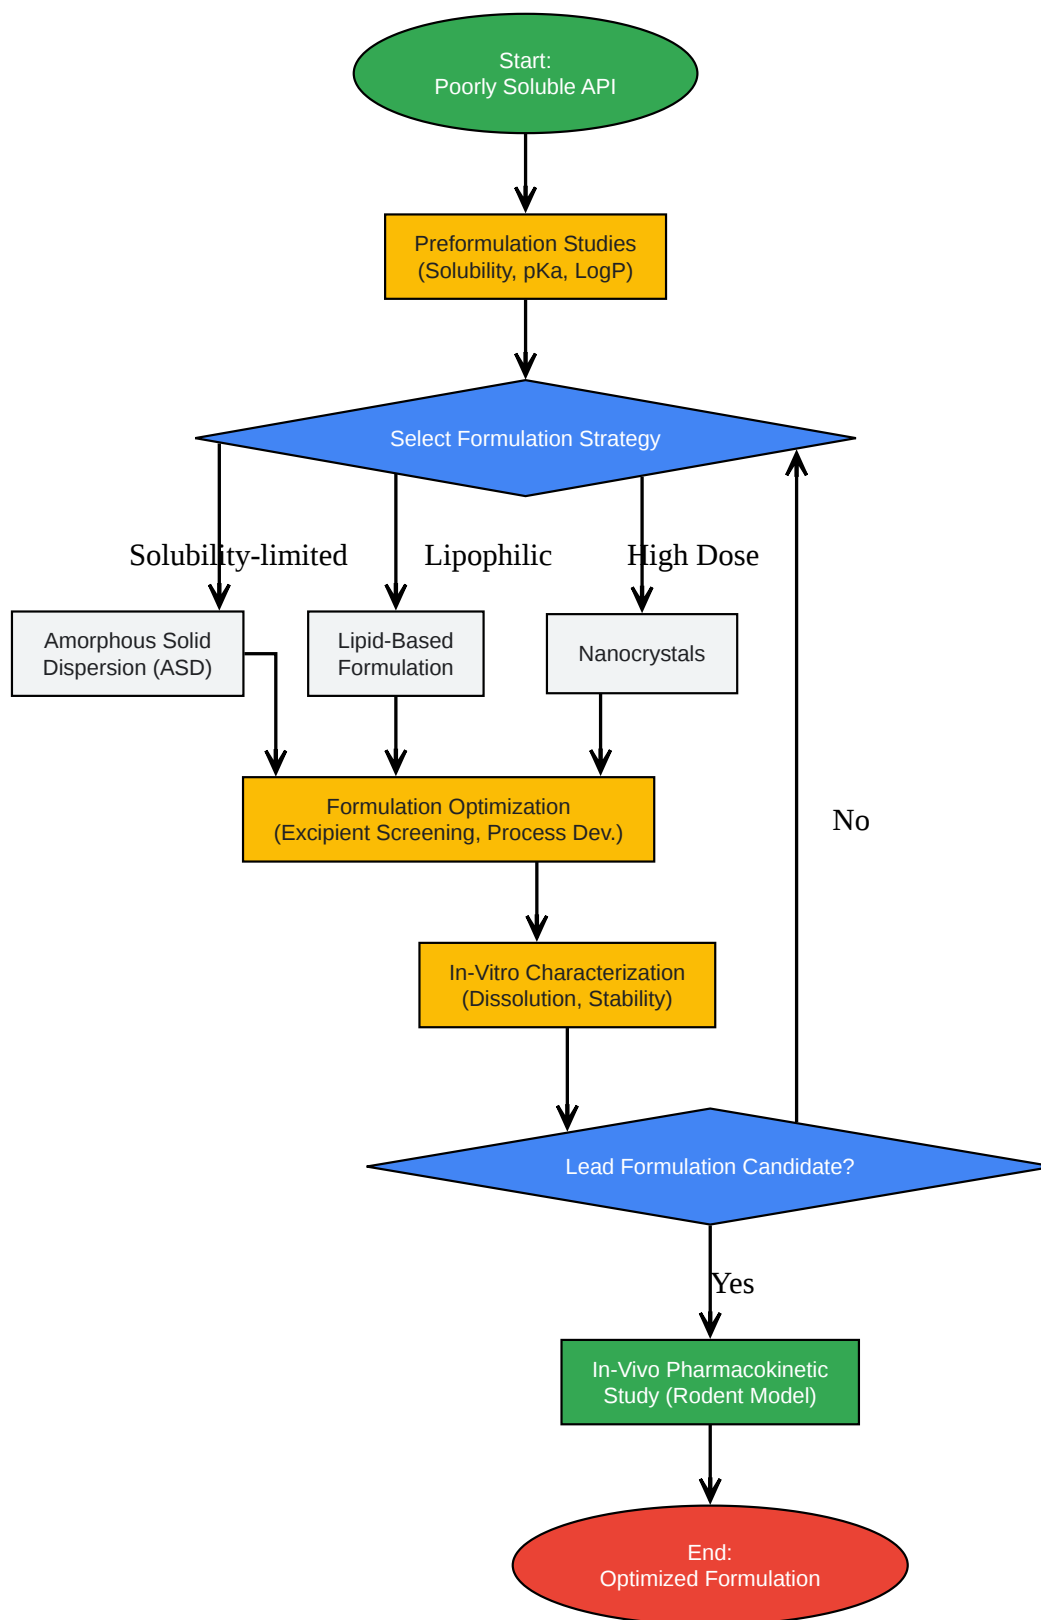 Start:
Poorly Soluble API
Preformulation Studies
(Solubility, pKa, LogP)
Select Formulation Strategy
Solubility-limited
Lipophilic
High Dose
Amorphous Solid
Dispersion (ASD)
Lipid-Based
Formulation
Nanocrystals
Formulation Optimization
(Excipient Screening, Process Dev.)
No
In-Vitro Characterization
(Dissolution, Stability)
Lead Formulation Candidate?
Yes
In-Vivo Pharmacokinetic
Study (Rodent Model)
End:
Optimized Formulation